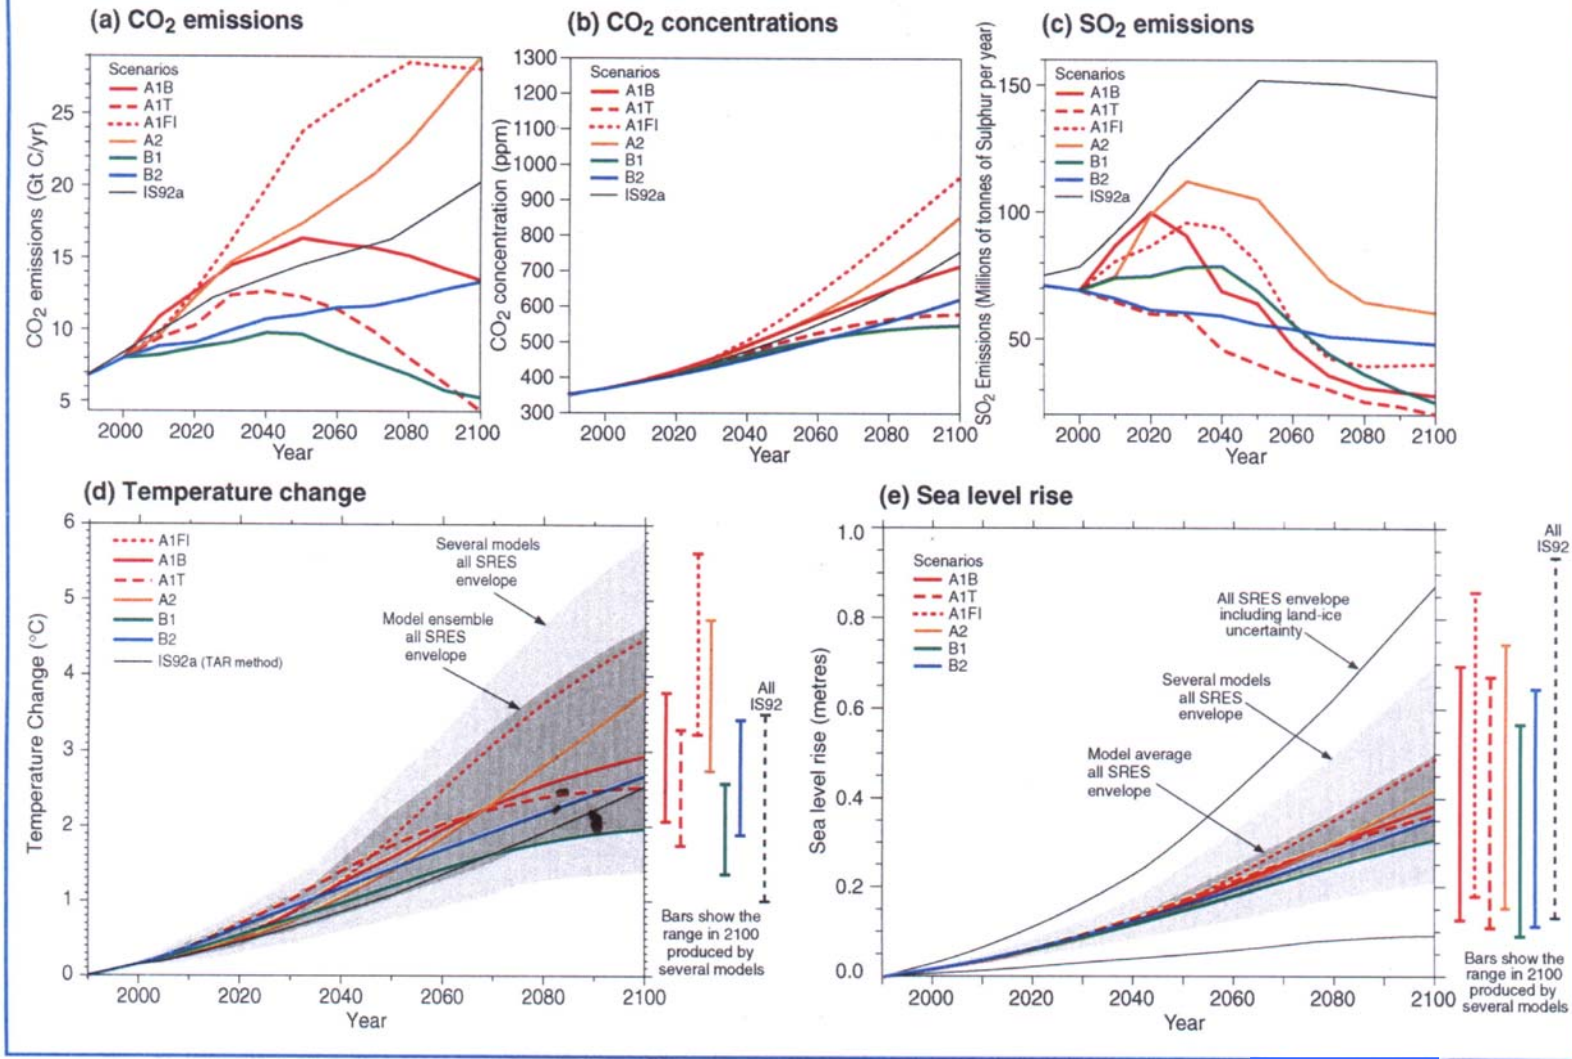 (a) CO2 emissions
Scenarios
A1B
A1T
A1FI
A2
B1
B2
IS92a
CO2 emissions (Gt C/yr)
25
20
15
10
5
2000 2020 2040 2060 2080 2100
Year
(b) CO2 concentrations
Scenarios
A1B
A1T
A1FI
A2
B1
B2
IS92a
CO2 concentration (ppm)
1300
1200
1100
1000
900
800
700
600
500
400
300
2000 2020 2040 2060 2080 2100
Year
(c) SO2 emissions
Scenarios
A1B
A1T
A1FI
A2
B1
B2
IS92a
SO2 Emissions (Millions of tonnes of Sulphur per year)
150
100
50
2000 2020 2040 2060 2080 2100
Year
(d) Temperature change
A1FI
A1B
A1T
A2
B1
B2
IS92a (TAR method)
Several models
all SRES
envelope
Model ensemble
all SRES
envelope
Temperature Change (°C)
6
5
4
3
2
1
0
2000 2020 2040 2060 2080 2100
Year
All
IS92
Bars show the
range in 2100
produced by
several models
(e) Sea level rise
Scenarios
A1B
A1T
A1FI
A2
B1
B2
All SRES envelope
including land-ice
uncertainty
Several models
all SRES
envelope
Model average
all SRES
envelope
Sea level rise (metres)
1.0
0.8
0.6
0.4
0.2
0.0
2000 2020 2040 2060 2080 2100
Year
All
IS92
Bars show the
range in 2100
produced by
several models